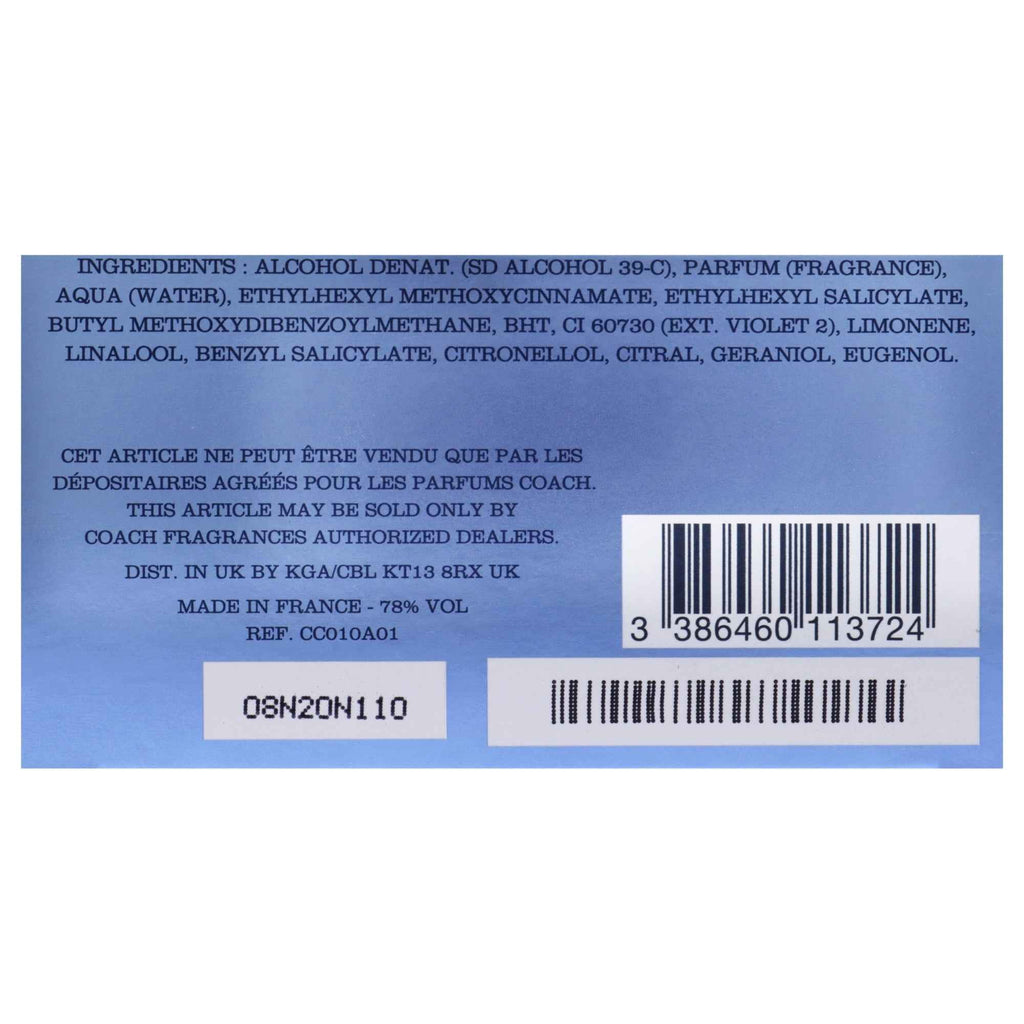 INGREDIENTS : ALCOHOL DENAT. (SD ALCOHOL 39-C), PARFUM (FRAGRANCE),
AQUA (WATER), ETHYLHEXYL METHOXYCINNAMATE, ETHYLHEXYL SALICYLATE,
BUTYL METHOXYDIBENZOYLMETHANE, BHT, CI 60730 (EXT. VIOLET 2), LIMONENE,
LINALOOL, BENZYL SALICYLATE, CITRONELLOL, CITRAL, GERANIOL, EUGENOL.
CET ARTICLE NE PEUT ÊTRE VENDU QUE PAR LES
DÉPOSITAIRES AGRÉÉS POUR LES PARFUMS COACH.
THIS ARTICLE MAY BE SOLD ONLY BY
COACH FRAGRANCES AUTHORIZED DEALERS.
DIST. IN UK BY KGA/CBL KT13 8RX UK
MADE IN FRANCE - 78% VOL
REF. CC010A01
3 386460 113724
08N20N110